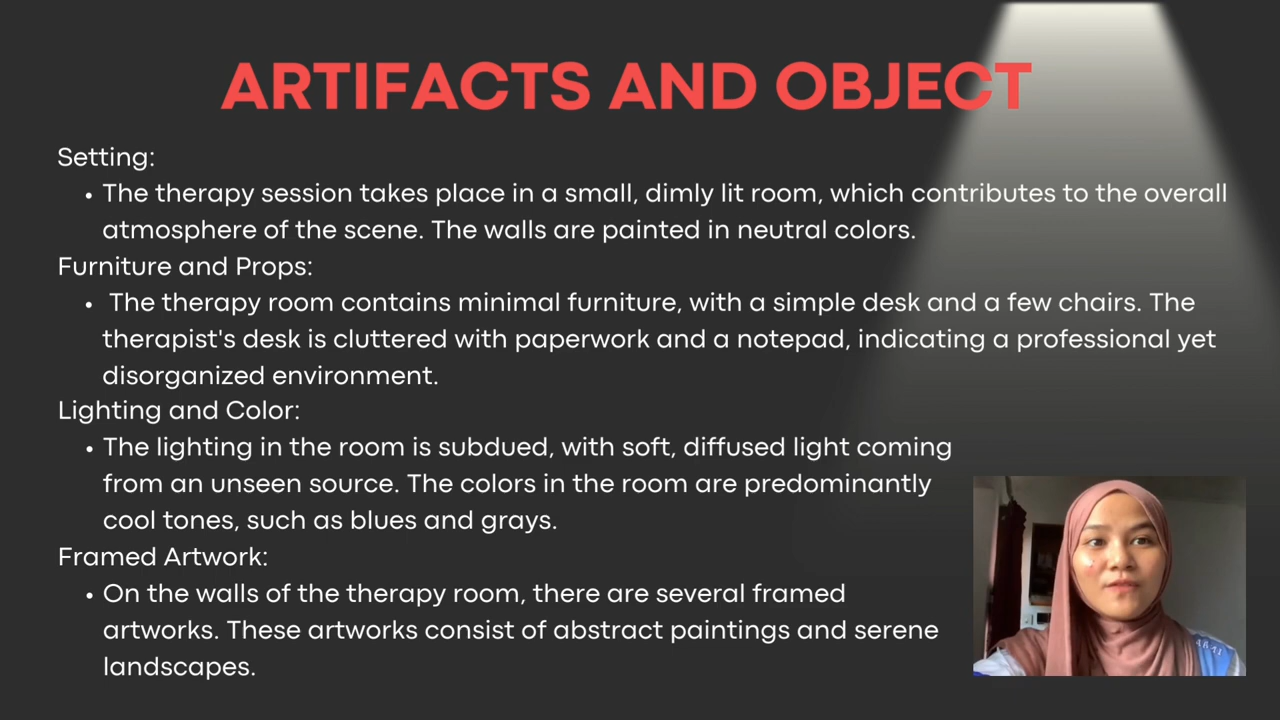 ARTIFACTS AND OBJECT
Setting:
• The therapy session takes place in a small, dimly lit room, which contributes to the overall
atmosphere of the scene. The walls are painted in neutral colors.
Furniture and Props:
• The therapy room contains minimal furniture, with a simple desk and a few chairs. The
therapist's desk is cluttered with paperwork and a notepad, indicating a professional yet
disorganized environment.
Lighting and Color:
• The lighting in the room is subdued, with soft, diffused light coming
from an unseen source. The colors in the room are predominantly
cool tones, such as blues and grays.
Framed Artwork:
• On the walls of the therapy room, there are several framed
artworks. These artworks consist of abstract paintings and serene
landscapes.